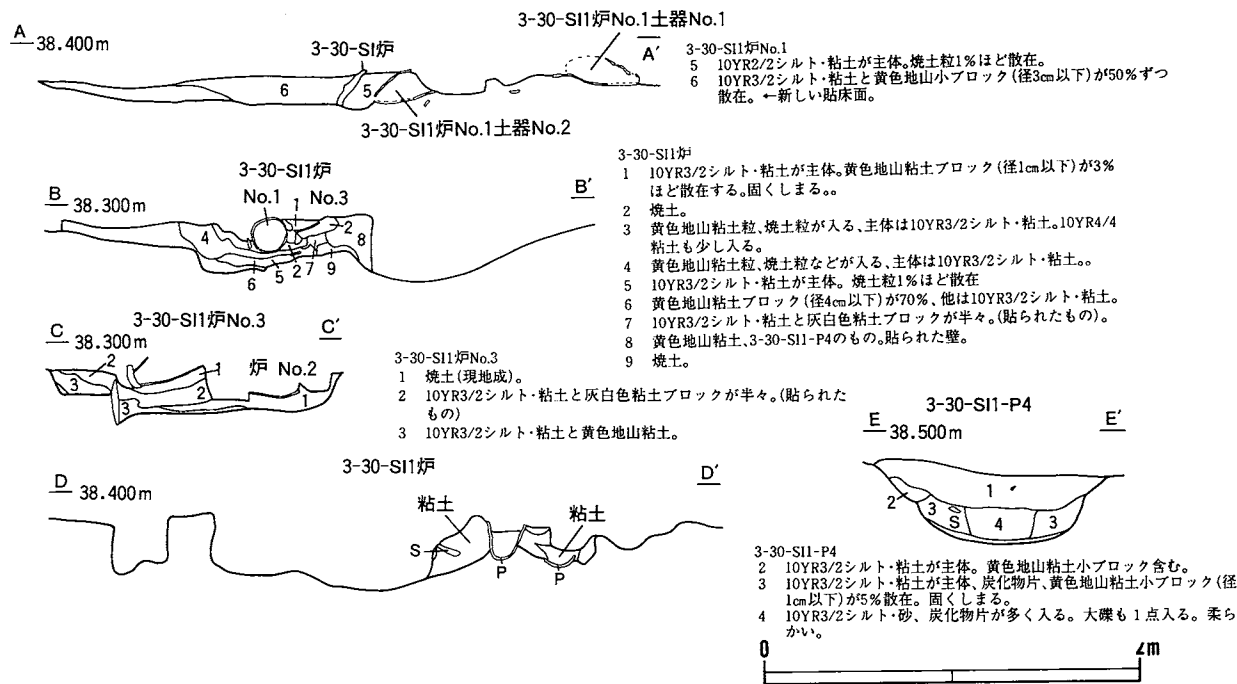 3-30-SI1炉No.1土器No.1
A 38.400m
3-30-SI炉
A′
6
5
3-30-SI1炉No.1土器No.2
3-30-SI1炉No.1
5 10YR2/2シルト・粘土が主体。焼土粒1%ほど散在。
6 10YR3/2シルト・粘土と黄色地山小ブロック(径3㎝以下)が50%ずつ
散在。←新しい貼床面。
3-30-SI1炉
B 38.300m
No.1
No.3
B′
1
2
4
8
6 5 2 7 9
3-30-SI1炉
1 10YR3/2シルト・粘土が主体。黄色地山粘土ブロック(径1㎝以下)が3%
ほど散在する。固くしまる。。
2 焼土。
3 黄色地山粘土粒、焼土粒が入る、主体は10YR3/2シルト・粘土。10YR4/4
粘土も少し入る。
4 黄色地山粘土粒、焼土粒などが入る、主体は10YR3/2シルト・粘土。。
5 10YR3/2シルト・粘土が主体。焼土粒1%ほど散在
6 黄色地山粘土ブロック(径4㎝以下)が70%、他は10YR3/2シルト・粘土。
7 10YR3/2シルト・粘土と灰白色粘土ブロックが半々。(貼られたもの)。
8 黄色地山粘土、3-30-SI1-P4のもの。貼られた壁。
9 焼土。
3-30-SI1炉No.3
C 38.300m
C′
2
1
炉 No.2
3
2
3
1
3-30-SI1炉No.3
1 焼土(現地成)。
2 10YR3/2シルト・粘土と灰白色粘土ブロックが半々。(貼られた
もの)
3 10YR3/2シルト・粘土と黄色地山粘土。
3-30-SI1炉
D 38.400m
D′
粘土
粘土
S
P
P
3-30-SI1-P4
E 38.500m
E′
1
2
3
S
4
3
3-30-SI1-P4
2 10YR3/2シルト・粘土が主体。黄色地山粘土小ブロック含む。
3 10YR3/2シルト・粘土が主体、炭化物片、黄色地山粘土小ブロック(径
1㎝以下)が5%散在。固くしまる。
4 10YR3/2シルト・砂、炭化物片が多く入る。大礫も1点入る。柔ら
かい。
0 2m